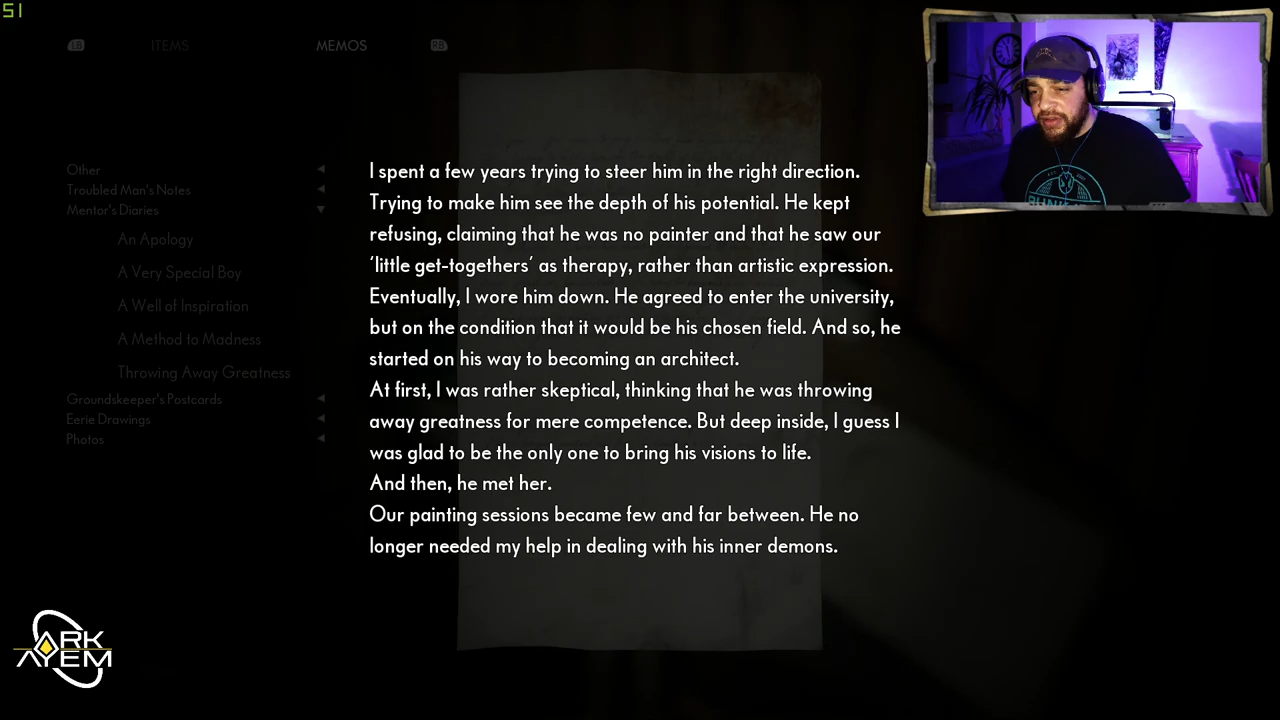 51
LB
ITEMS
MEMOS
RB
Other
Troubled Man's Notes
Mentor's Diaries
An Apology
A Very Special Boy
A Well of Inspiration
A Method to Madness
Throwing Away Greatness
Groundskeeper's Postcards
Eerie Drawings
Photos
I spent a few years trying to steer him in the right direction.
Trying to make him see the depth of his potential. He kept
refusing, claiming that he was no painter and that he saw our
'little get-togethers' as therapy, rather than artistic expression.
Eventually, I wore him down. He agreed to enter the university,
but on the condition that it would be his chosen field. And so, he
started on his way to becoming an architect.
At first, I was rather skeptical, thinking that he was throwing
away greatness for mere competence. But deep inside, I guess I
was glad to be the only one to bring his visions to life.
And then, he met her.
Our painting sessions became few and far between. He no
longer needed my help in dealing with his inner demons.
ARK
AYEM